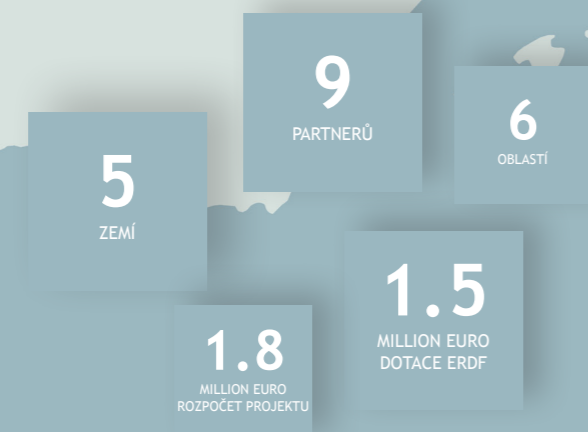 9
PARTNERŮ
6
OBLASTÍ
5
ZEMÍ
1.5
MILLION EURO
DOTACE ERDF
1.8
MILLION EURO
ROZPOČET PROJEKTU